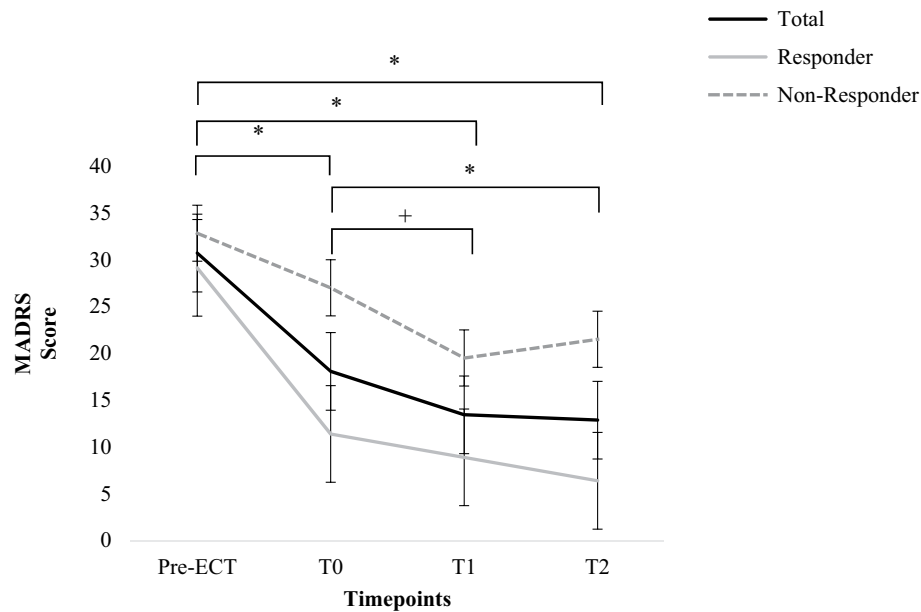 Total
Responder
Non-Responder
*
*
*
*
+
40
35
30
25
20
15
10
5
0
MADRS
Score
Pre-ECT T0 T1 T2
Timepoints